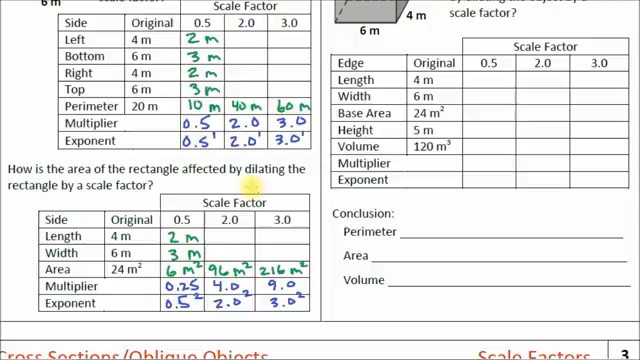 6 m
Scale Factor
Side Original 0.5 2.0 3.0
Left 4 m 2 m
Bottom 6 m 3 m
Right 4 m 2 m
Top 6 m 3 m
Perimeter 20 m 10 m 40 m 60 m
Multiplier 0.5 2.0 3.0
Exponent 0.5¹ 2.0¹ 3.0¹
How is the area of the rectangle affected by dilating the
rectangle by a scale factor?
Scale Factor
Side Original 0.5 2.0 3.0
Length 4 m 2 m
Width 6 m 3 m
Area 24 m² 6 m² 96 m² 216 m²
Multiplier 0.25 4.0 9.0
Exponent 0.5² 2.0² 3.0²
4 m
6 m
scale factor?
Scale Factor
Edge Original 0.5 2.0 3.0
Length 4 m
Width 6 m
Base Area 24 m²
Height 5 m
Volume 120 m³
Multiplier
Exponent
Conclusion:
Perimeter
Area
Volume
Cross Sections/Oblique Objects
Scale Factors
3